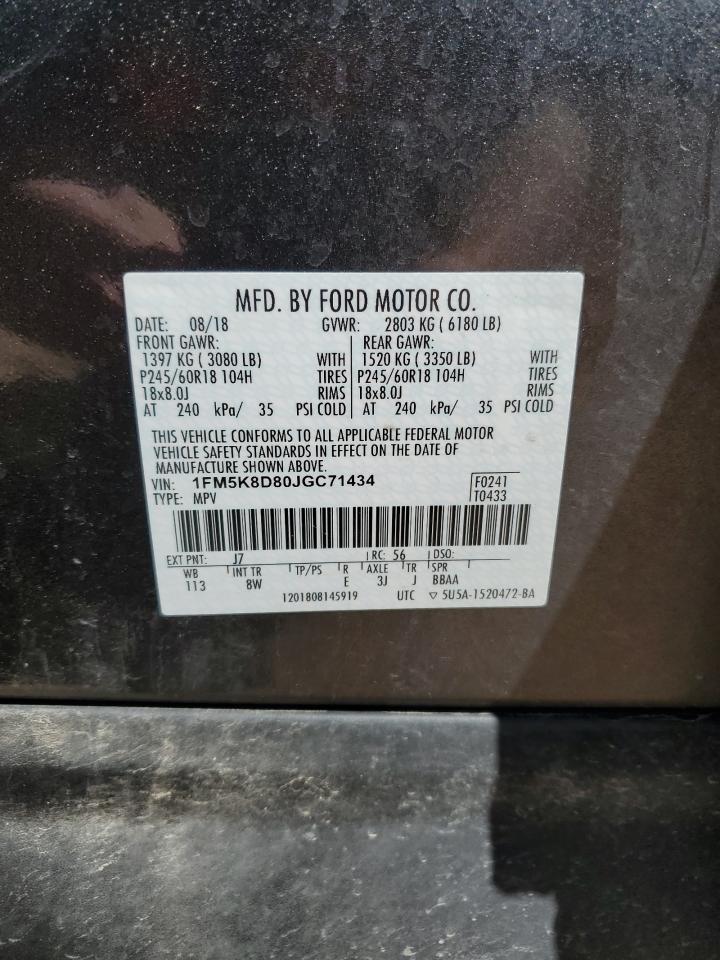 MFD. BY FORD MOTOR CO.
DATE: 08/18 GVWR: 2803 KG ( 6180 LB)
FRONT GAWR: REAR GAWR:
1397 KG ( 3080 LB) WITH 1520 KG ( 3350 LB) WITH
P245/60R18 104H TIRES P245/60R18 104H TIRES
18x8.0J RIMS 18x8.0J RIMS
AT 240 kPa/ 35 PSI COLD AT 240 kPa/ 35 PSI COLD
THIS VEHICLE CONFORMS TO ALL APPLICABLE FEDERAL MOTOR
VEHICLE SAFETY STANDARDS IN EFFECT ON THE DATE OF
MANUFACTURE SHOWN ABOVE.
VIN: 1FM5K8D80JGC71434 F0241
TYPE: MPV T0433
EXT PNT: J7 RC: 56 DSO:
WB INT TR TP/PS R AXLE TR SPR
113 8W E 3J J BBAA
1201808145919 UTC ▽ 5U5A-1520472-BA